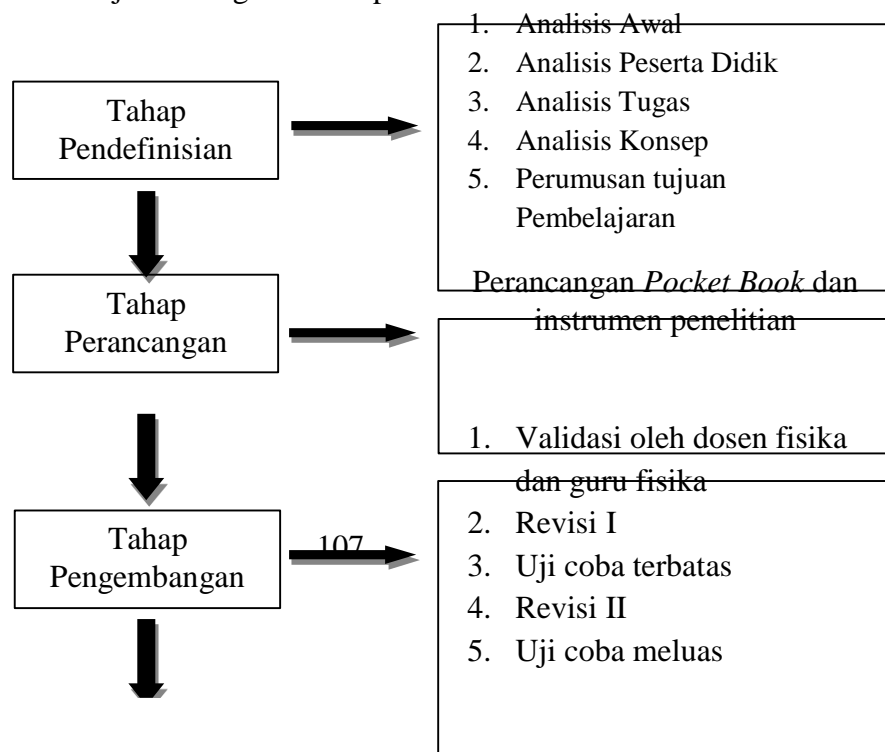 1. Analisis Awal
2. Analisis Peserta Didik
3. Analisis Tugas
4. Analisis Konsep
5. Perumusan tujuan
Pembelajaran
Tahap
Pendefinisian
Perancangan Pocket Book dan
instrumen penelitian
Tahap
Perancangan
1. Validasi oleh dosen fisika
dan guru fisika
2. Revisi I
3. Uji coba terbatas
4. Revisi II
5. Uji coba meluas
Tahap
Pengembangan
107